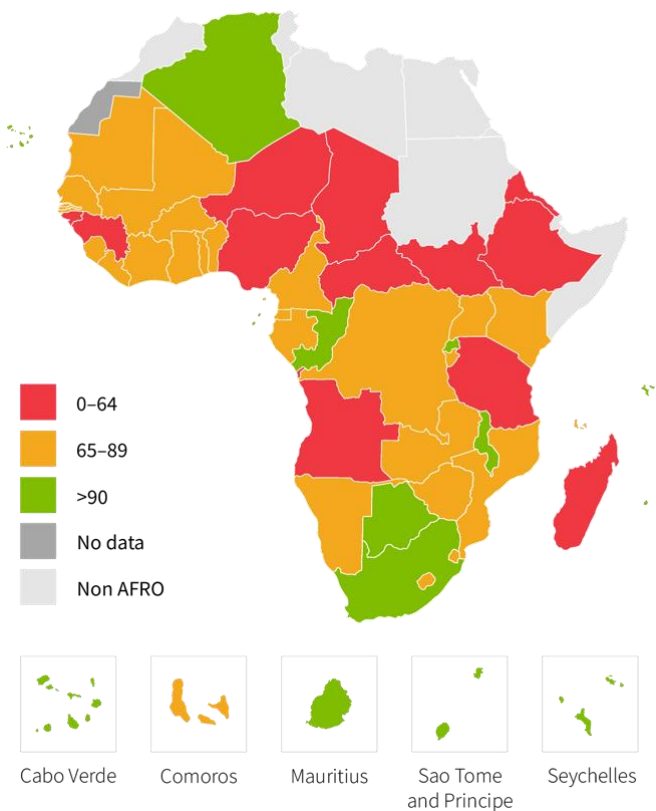 0–64
65–89
>90
No data
Non AFRO
Cabo Verde
Comoros
Mauritius
Sao Tome
and Principe
Seychelles